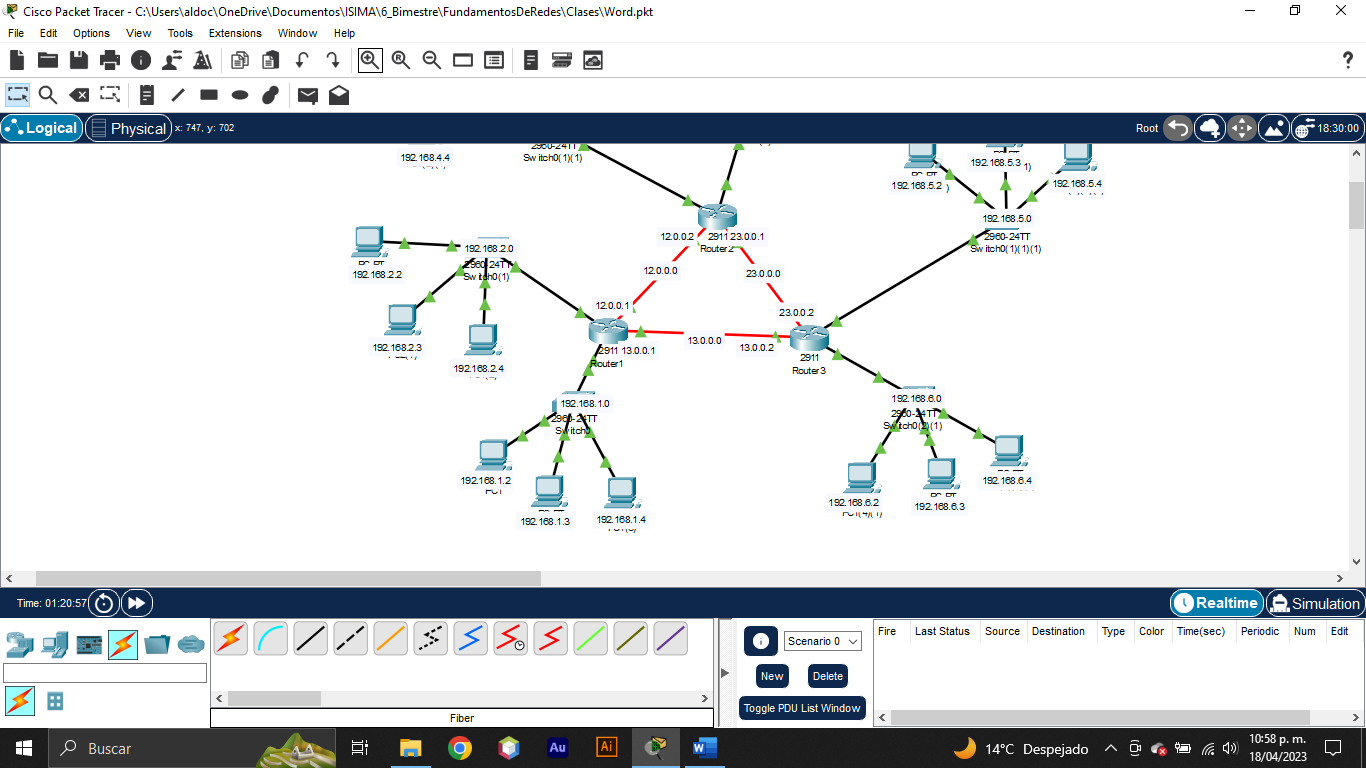 Cisco Packet Tracer - C:\Users\aldoc\OneDrive\Documentos\ISIMA\6_Bimestre\FundamentosDeRedes\Clases\Word.pkt
File Edit Options View Tools Extensions Window Help
Logical Physical x: 747, y: 702 Root 18:30:00
192.168.4.4
2960-24TT
Switch0(1)(1)
192.168.5.3
192.168.5.2
192.168.5.4
192.168.5.0
2960-24TT
Switch0(1)(1)(1)
12.0.0.2 2911 23.0.0.1
Router2
192.168.2.0
2960-24TT
Switch0(1)
192.168.2.2
12.0.0.0
23.0.0.0
12.0.0.1
23.0.0.2
192.168.2.3
192.168.2.4
2911 13.0.0.1
Router1
13.0.0.0
13.0.0.2
2911
Router3
192.168.1.0
2960-24TT
Switch0
192.168.6.0
2960-24TT
Switch0(2)(1)
192.168.1.2
PC1
192.168.1.3
192.168.1.4
192.168.6.2
192.168.6.3
192.168.6.4
Time: 01:20:57 Realtime Simulation
Scenario 0
New Delete
Toggle PDU List Window
Fire Last Status Source Destination Type Color Time(sec) Periodic Num Edit
Fiber
Buscar
Au
Ai
14°C Despejado
10:58 p. m.
18/04/2023